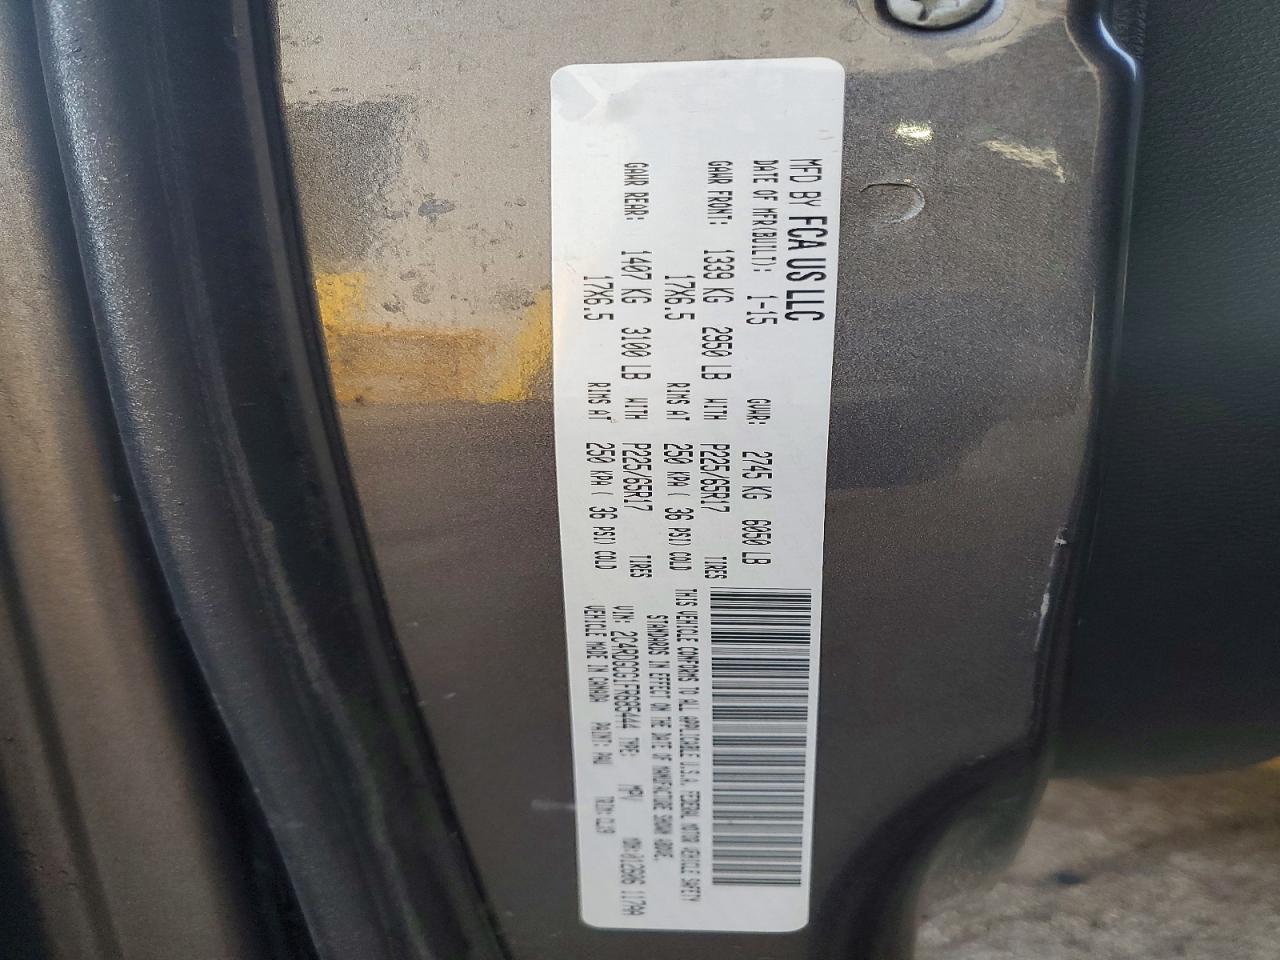 MFD BY FCA US LLC
DATE OF MFR(BUILT): 1-15 GVWR: 2745 KG 6050 LB
GAWR FRONT: 1339 KG 2950 LB WITH P225/65R17 TIRES
17X6.5 RIMS AT 250 KPA ( 36 PSI) COLD
GAWR REAR: 1407 KG 3100 LB WITH P225/65R17 TIRES
17X6.5 RIMS AT 250 KPA ( 36 PSI) COLD
THIS VEHICLE CONFORMS TO ALL APPLICABLE U.S.A. FEDERAL MOTOR VEHICLE SAFETY
STANDARDS IN EFFECT ON THE DATE OF MANUFACTURE SHOWN ABOVE.
VIN: 2C4RDGCG1FR685444 TYPE: MPV
VEHICLE MADE IN CANADA PAINT: PAU